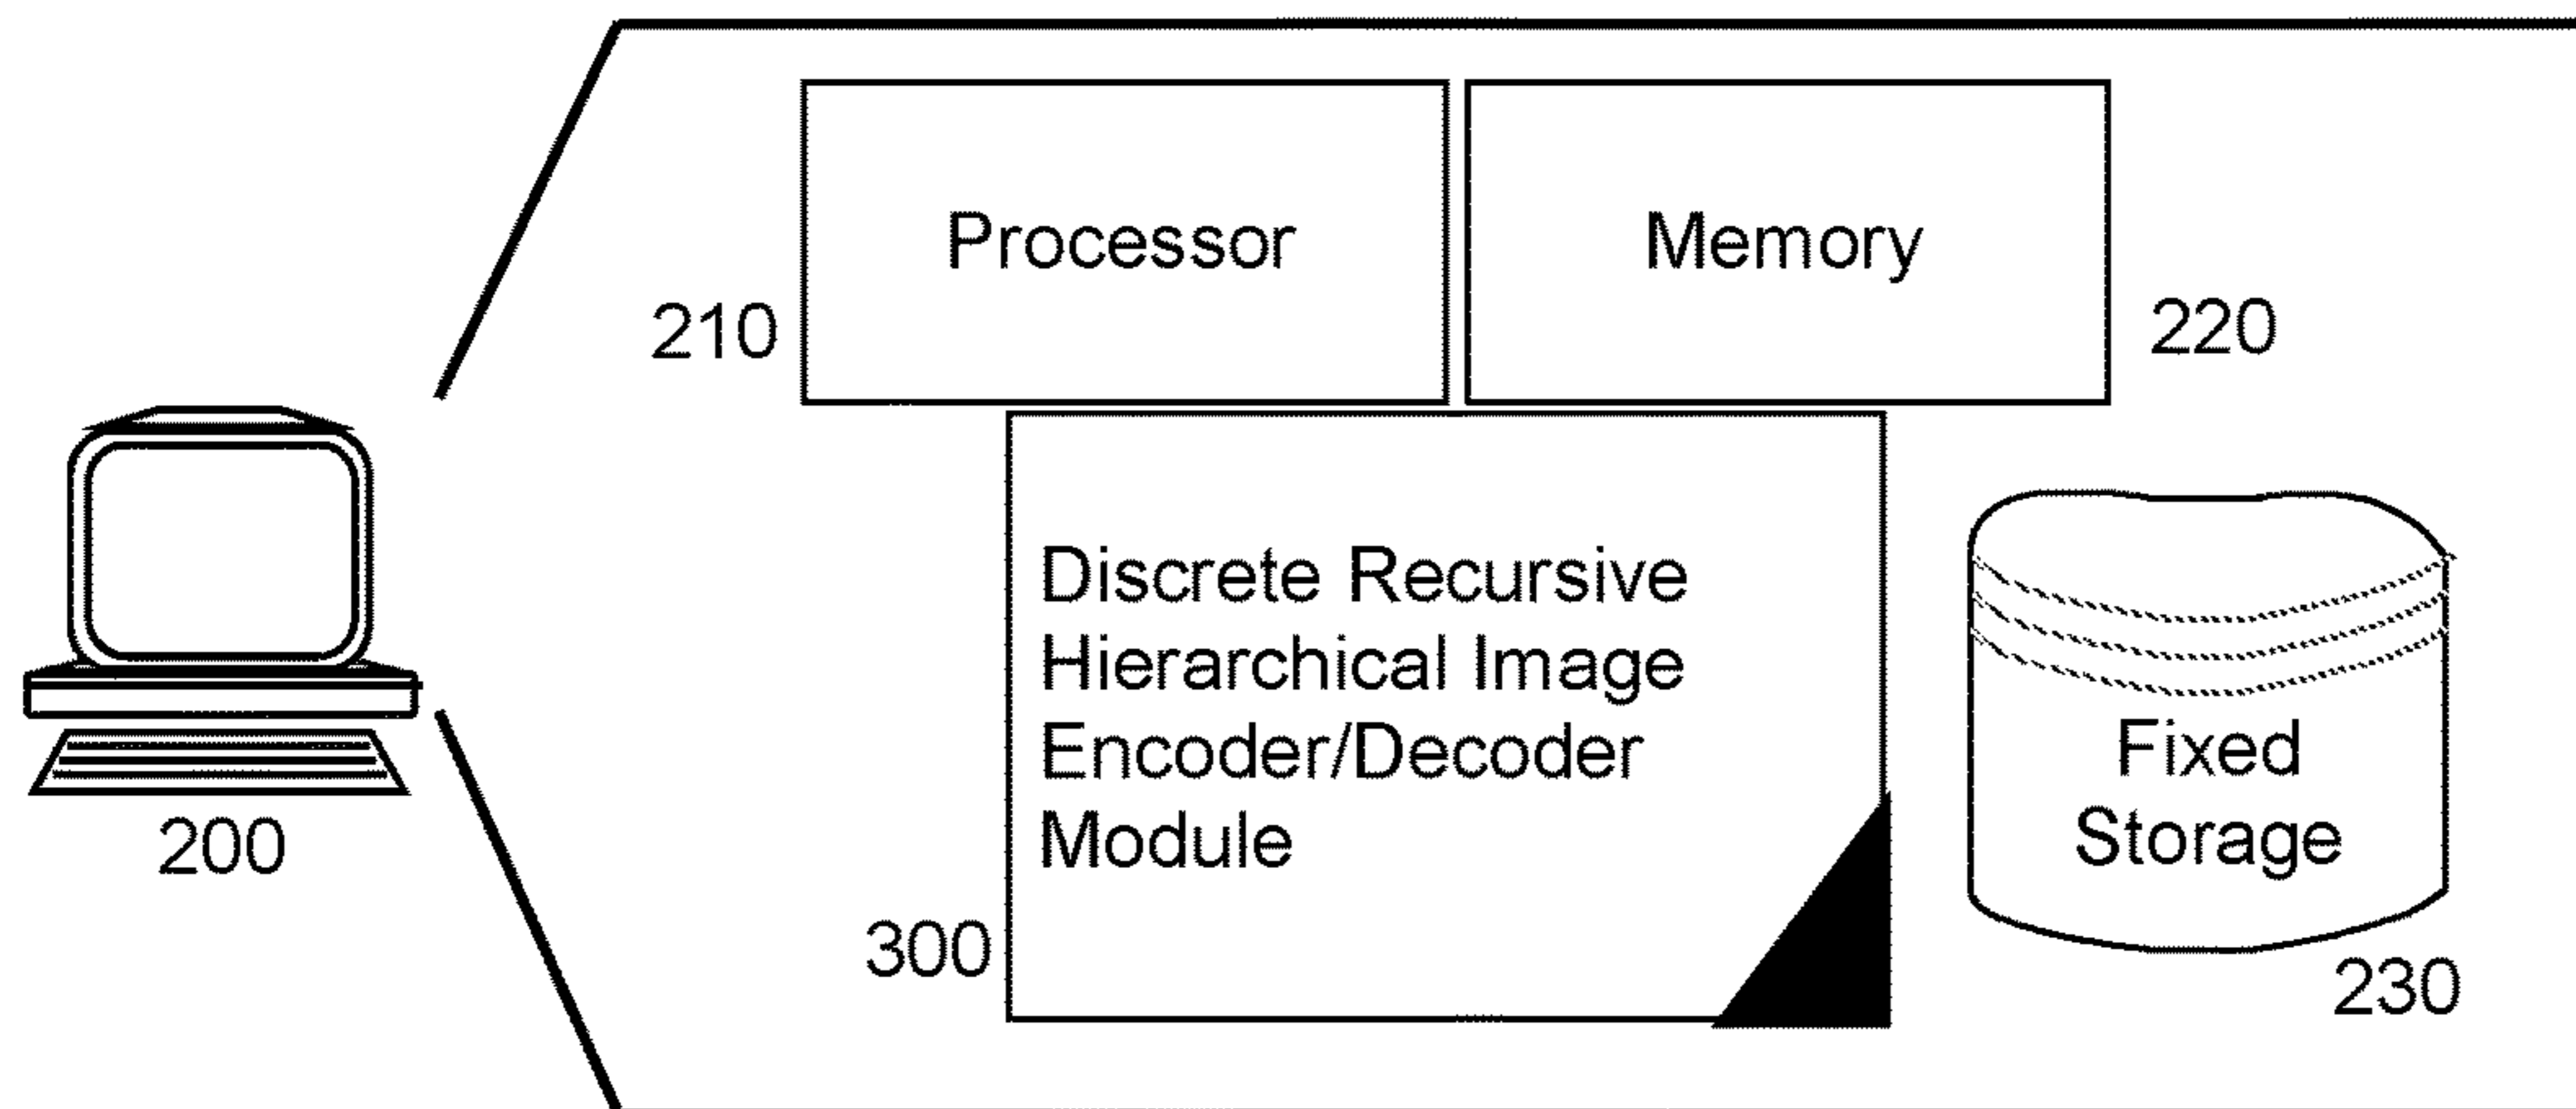 Processor
Memory
210
220
Discrete Recursive
Hierarchical Image
Encoder/Decoder
Module
Fixed
Storage
200
300
230